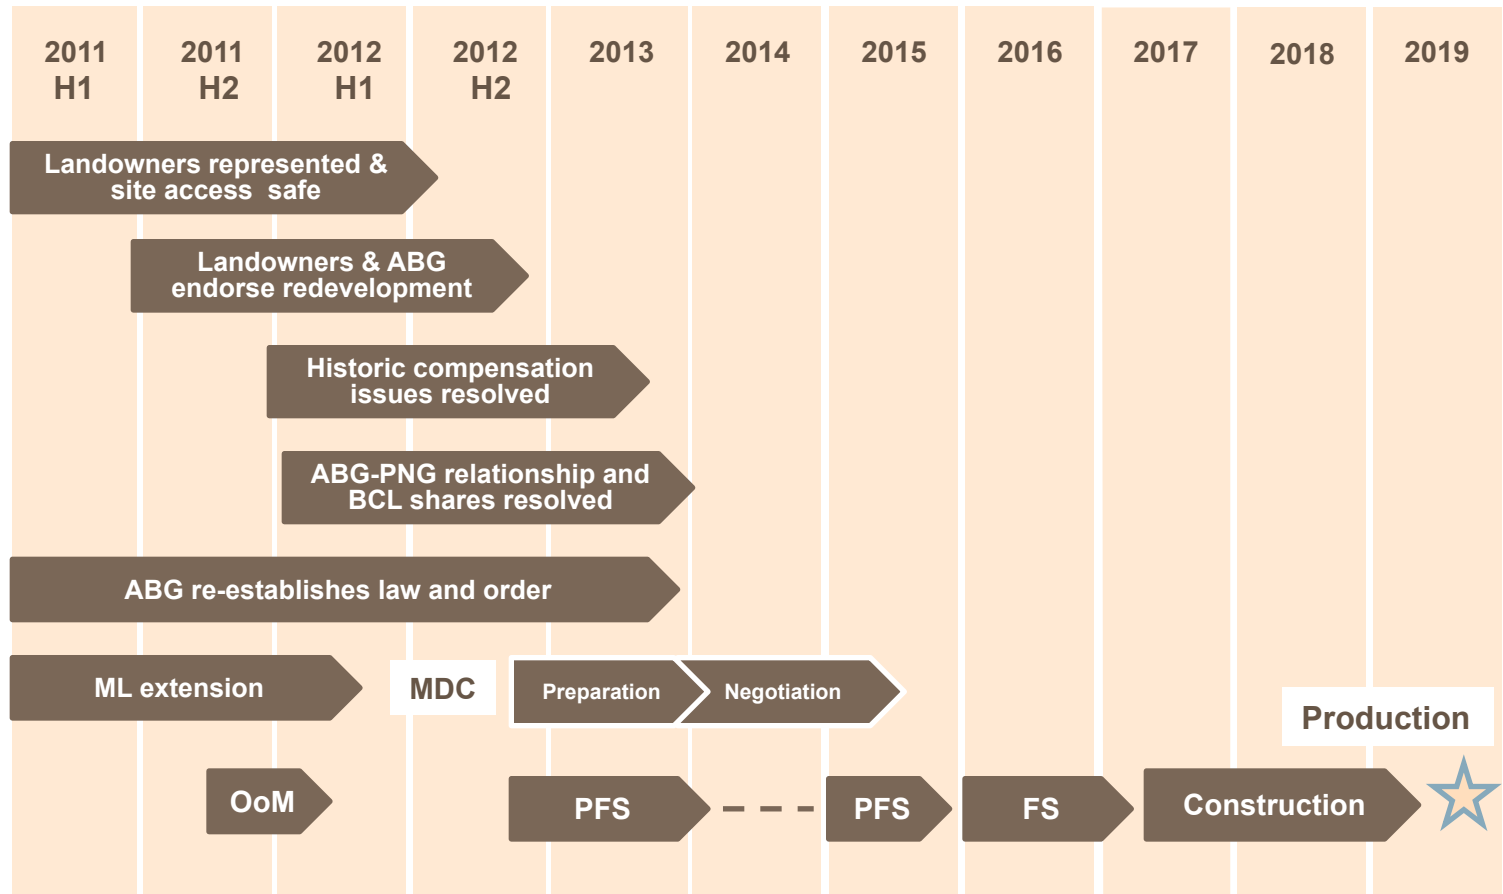 2011 H1
2011 H2
2012 H1
2012 H2
2013
2014
2015
2016
2017
2018
2019
Landowners represented &
site access safe
Landowners & ABG
endorse redevelopment
Historic compensation
issues resolved
ABG-PNG relationship and
BCL shares resolved
ABG re-establishes law and order
ML extension
MDC
Preparation
Negotiation
Production
OoM
PFS
PFS
FS
Construction